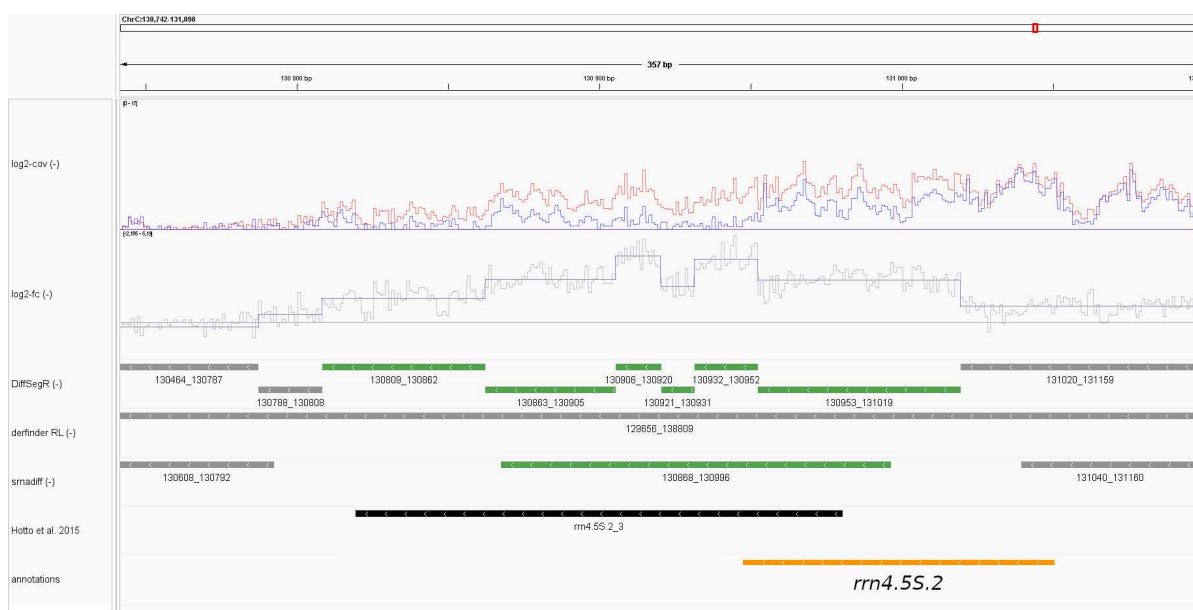 ChrC:130,742-131,098
357 bp
130 800 bp
130 900 bp
131 000 bp
[0 - 17]
log2-cov (-)
log2-fc (-)
DiffSegR (-)
130464_130787
130809_130862
130906_130920
130932_130952
131020_131159
130788_130808
130863_130905
130921_130931
130953_131019
derfinder RL (-)
129656_138809
srnadiff (-)
130608_130792
130868_130996
131040_131160
Hotto et al. 2015
rrn4.5S.2_3
annotations
rrn4.5S.2